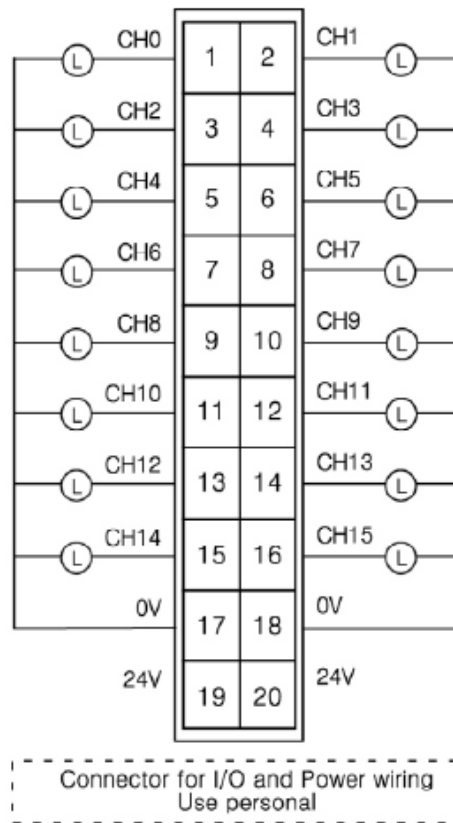 CH0 L 1 2 CH1 L
CH2 L 3 4 CH3 L
CH4 L 5 6 CH5 L
CH6 L 7 8 CH7 L
CH8 L 9 10 CH9 L
CH10 L 11 12 CH11 L
CH12 L 13 14 CH13 L
CH14 L 15 16 CH15 L
0V 17 18 0V
24V 19 20 24V
Connector for I/O and Power wiring
Use personal